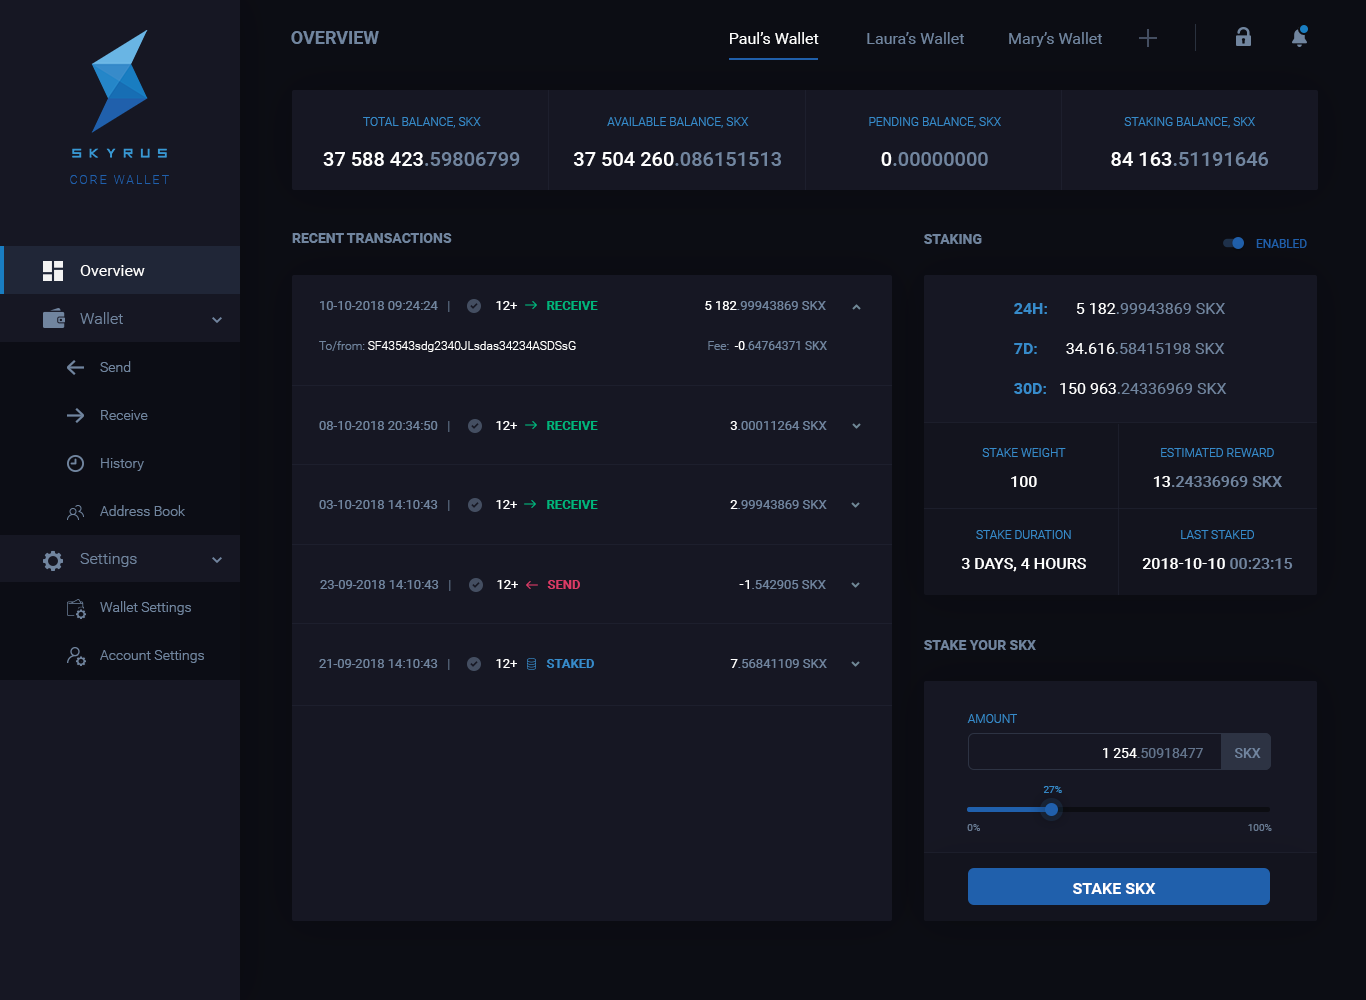 SKYRUS
CORE WALLET
Overview
Wallet
Send
Receive
History
Address Book
Settings
Wallet Settings
Account Settings
OVERVIEW
Paul’s Wallet
Laura’s Wallet
Mary’s Wallet
TOTAL BALANCE, SKX
37 588 423.59806799
AVAILABLE BALANCE, SKX
37 504 260.086151513
PENDING BALANCE, SKX
0.00000000
STAKING BALANCE, SKX
84 163.51191646
RECENT TRANSACTIONS
10-10-2018 09:24:24 | 12+ RECEIVE 5 182.99943869 SKX
To/from: SF43543sdg2340JLsdas34234ASDSsG Fee: -0.64764371 SKX
08-10-2018 20:34:50 | 12+ RECEIVE 3.00011264 SKX
03-10-2018 14:10:43 | 12+ RECEIVE 2.99943869 SKX
23-09-2018 14:10:43 | 12+ SEND -1.542905 SKX
21-09-2018 14:10:43 | 12+ STAKED 7.56841109 SKX
STAKING
ENABLED
24H: 5 182.99943869 SKX
7D: 34.616.58415198 SKX
30D: 150 963.24336969 SKX
STAKE WEIGHT
100
ESTIMATED REWARD
13.24336969 SKX
STAKE DURATION
3 DAYS, 4 HOURS
LAST STAKED
2018-10-10 00:23:15
STAKE YOUR SKX
AMOUNT
1 254.50918477 SKX
27%
0% 100%
STAKE SKX